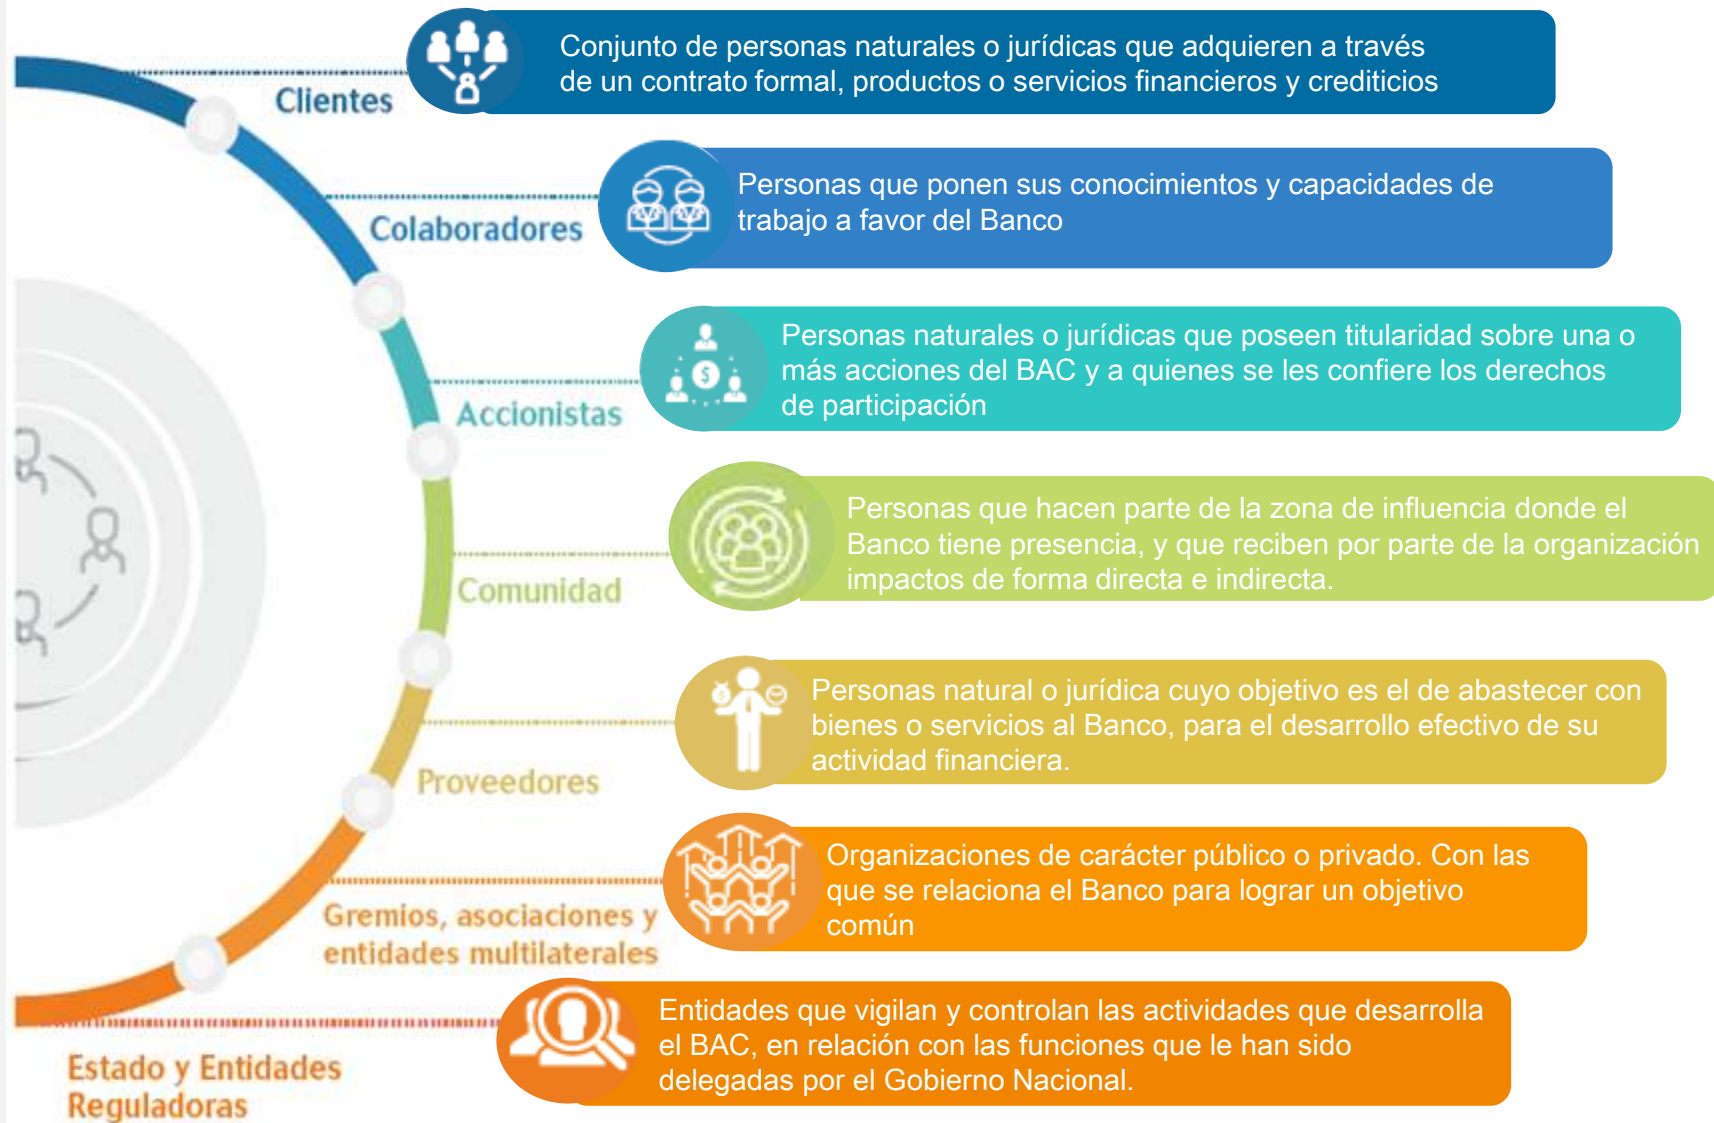 Clientes
Conjunto de personas naturales o jurídicas que adquieren a través
de un contrato formal, productos o servicios financieros y crediticios
Colaboradores
Personas que ponen sus conocimientos y capacidades de
trabajo a favor del Banco
Accionistas
Personas naturales o jurídicas que poseen titularidad sobre una o
más acciones del BAC y a quienes se les confiere los derechos
de participación
Comunidad
Personas que hacen parte de la zona de influencia donde el
Banco tiene presencia, y que reciben por parte de la organización
impactos de forma directa e indirecta.
Proveedores
Personas natural o jurídica cuyo objetivo es el de abastecer con
bienes o servicios al Banco, para el desarrollo efectivo de su
actividad financiera.
Gremios, asociaciones y
entidades multilaterales
Organizaciones de carácter público o privado. Con las
que se relaciona el Banco para lograr un objetivo
común
Estado y Entidades
Reguladoras
Entidades que vigilan y controlan las actividades que desarrolla
el BAC, en relación con las funciones que le han sido
delegadas por el Gobierno Nacional.